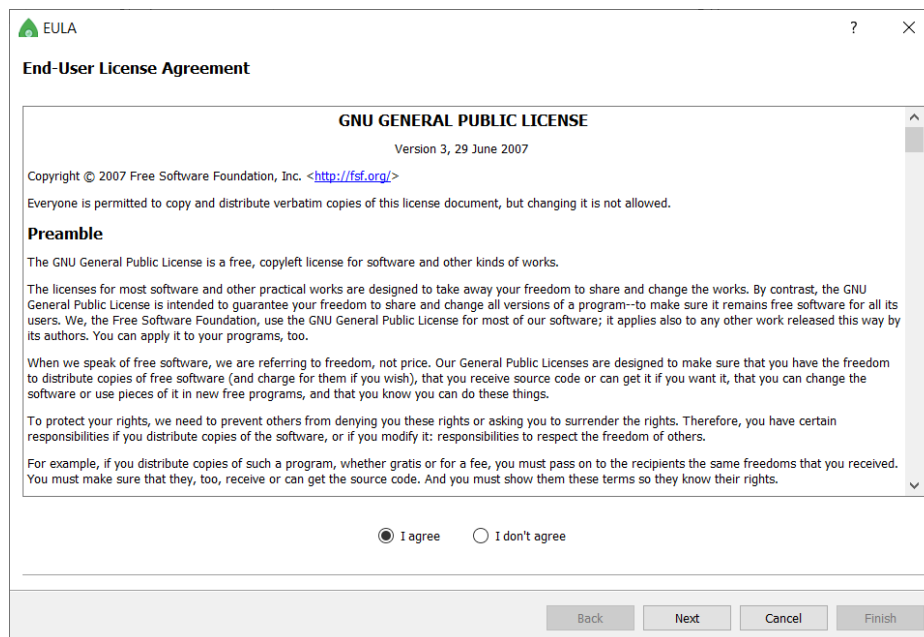 EULA
?
End-User License Agreement
GNU GENERAL PUBLIC LICENSE
Version 3, 29 June 2007
Copyright © 2007 Free Software Foundation, Inc. <http://fsf.org/>
Everyone is permitted to copy and distribute verbatim copies of this license document, but changing it is not allowed.
Preamble
The GNU General Public License is a free, copyleft license for software and other kinds of works.
The licenses for most software and other practical works are designed to take away your freedom to share and change the works. By contrast, the GNU
General Public License is intended to guarantee your freedom to share and change all versions of a program--to make sure it remains free software for all its
users. We, the Free Software Foundation, use the GNU General Public License for most of our software; it applies also to any other work released this way by
its authors. You can apply it to your programs, too.
When we speak of free software, we are referring to freedom, not price. Our General Public Licenses are designed to make sure that you have the freedom
to distribute copies of free software (and charge for them if you wish), that you receive source code or can get it if you want it, that you can change the
software or use pieces of it in new free programs, and that you know you can do these things.
To protect your rights, we need to prevent others from denying you these rights or asking you to surrender the rights. Therefore, you have certain
responsibilities if you distribute copies of the software, or if you modify it: responsibilities to respect the freedom of others.
For example, if you distribute copies of such a program, whether gratis or for a fee, you must pass on to the recipients the same freedoms that you received.
You must make sure that they, too, receive or can get the source code. And you must show them these terms so they know their rights.
I agree I don't agree
Back Next Cancel Finish